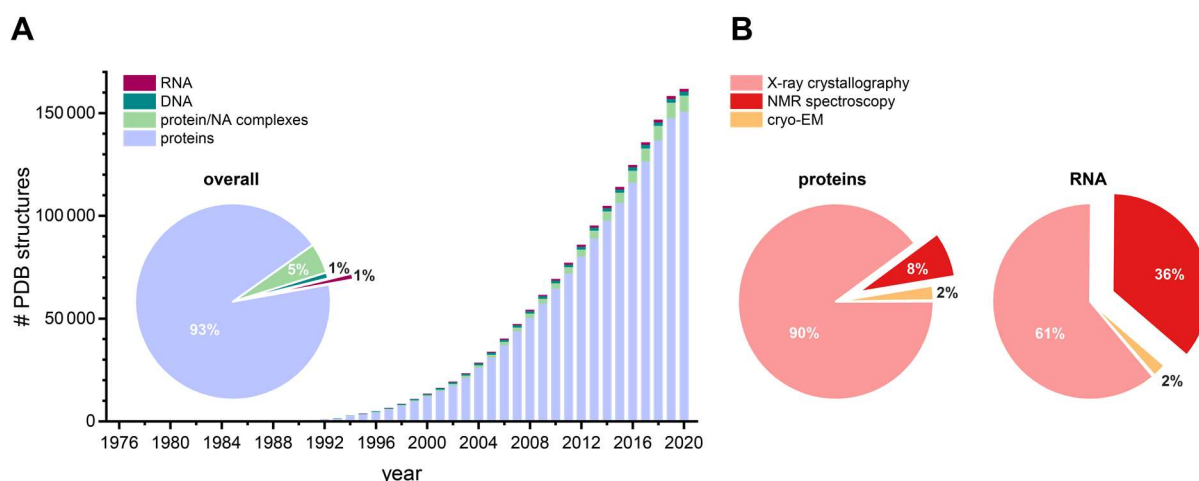 A
RNA
DNA
protein/NA complexes
proteins
overall
93%
5%
1%
1%
# PDB structures
150 000
100 000
50 000
0
1976 1980 1984 1988 1992 1996 2000 2004 2008 2012 2016 2020
year
B
X-ray crystallography
NMR spectroscopy
cryo-EM
proteins
90%
8%
2%
RNA
61%
36%
2%